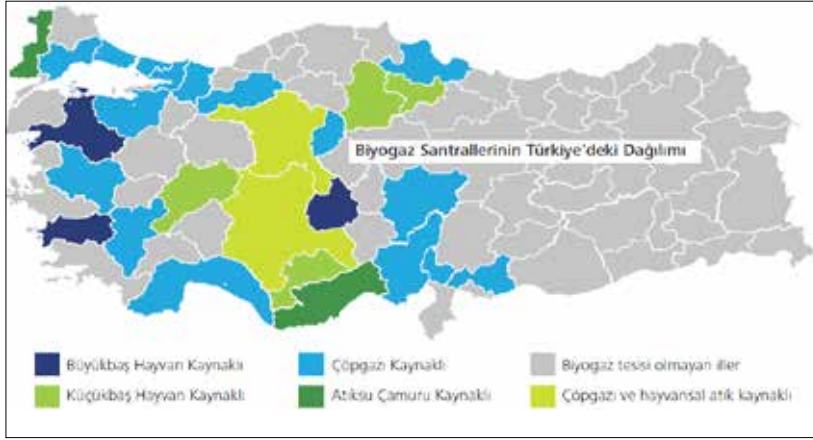 Biyogaz Santrallerinin Türkiye'deki Dağılımı
Büyükbaş Hayvan Kaynaklı
Çöpgazı Kaynaklı
Biyogaz tesisi olmayan iller
Küçükbaş Hayvan Kaynaklı
Atıksu Çamuru Kaynaklı
Çöpgazı ve hayvansal atık kaynaklı